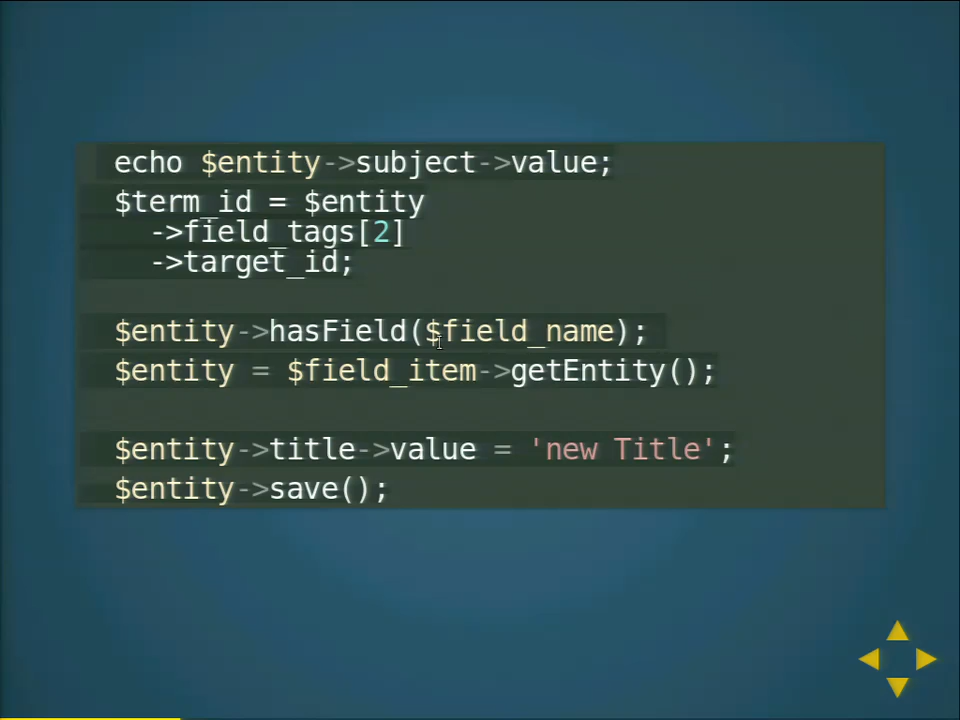 echo $entity->subject->value;
$term_id = $entity
->field_tags[2]
->target_id;
$entity->hasField($field_name);
$entity = $field_item->getEntity();
$entity->title->value = 'new Title';
$entity->save();